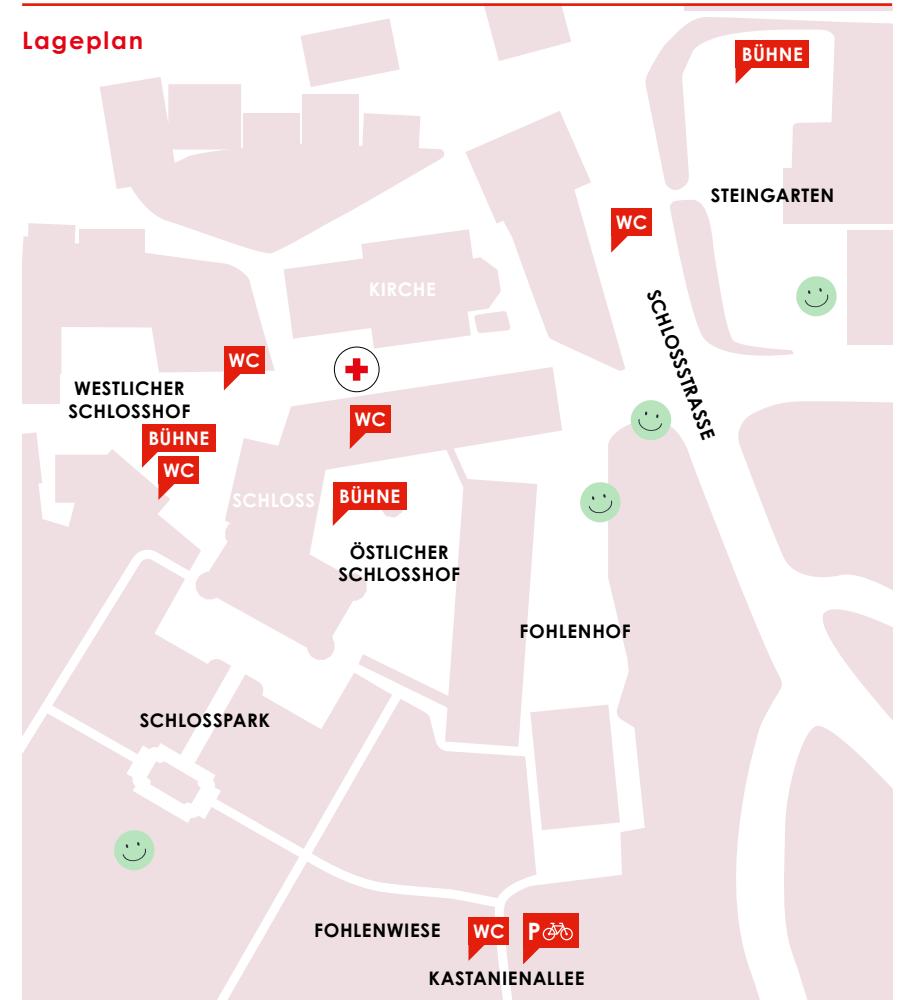 Lageplan
BÜHNE
STEINGARTEN
WC
KIRCHE
SCHLOSSSTRASSE
WC
WESTLICHER
SCHLOSSHOF
WC
BÜHNE
WC
SCHLOSS
BÜHNE
ÖSTLICHER
SCHLOSSHOF
FOHLENHOF
SCHLOSSPARK
FOHLENWIESE
WC
P
KASTANIENALLEE